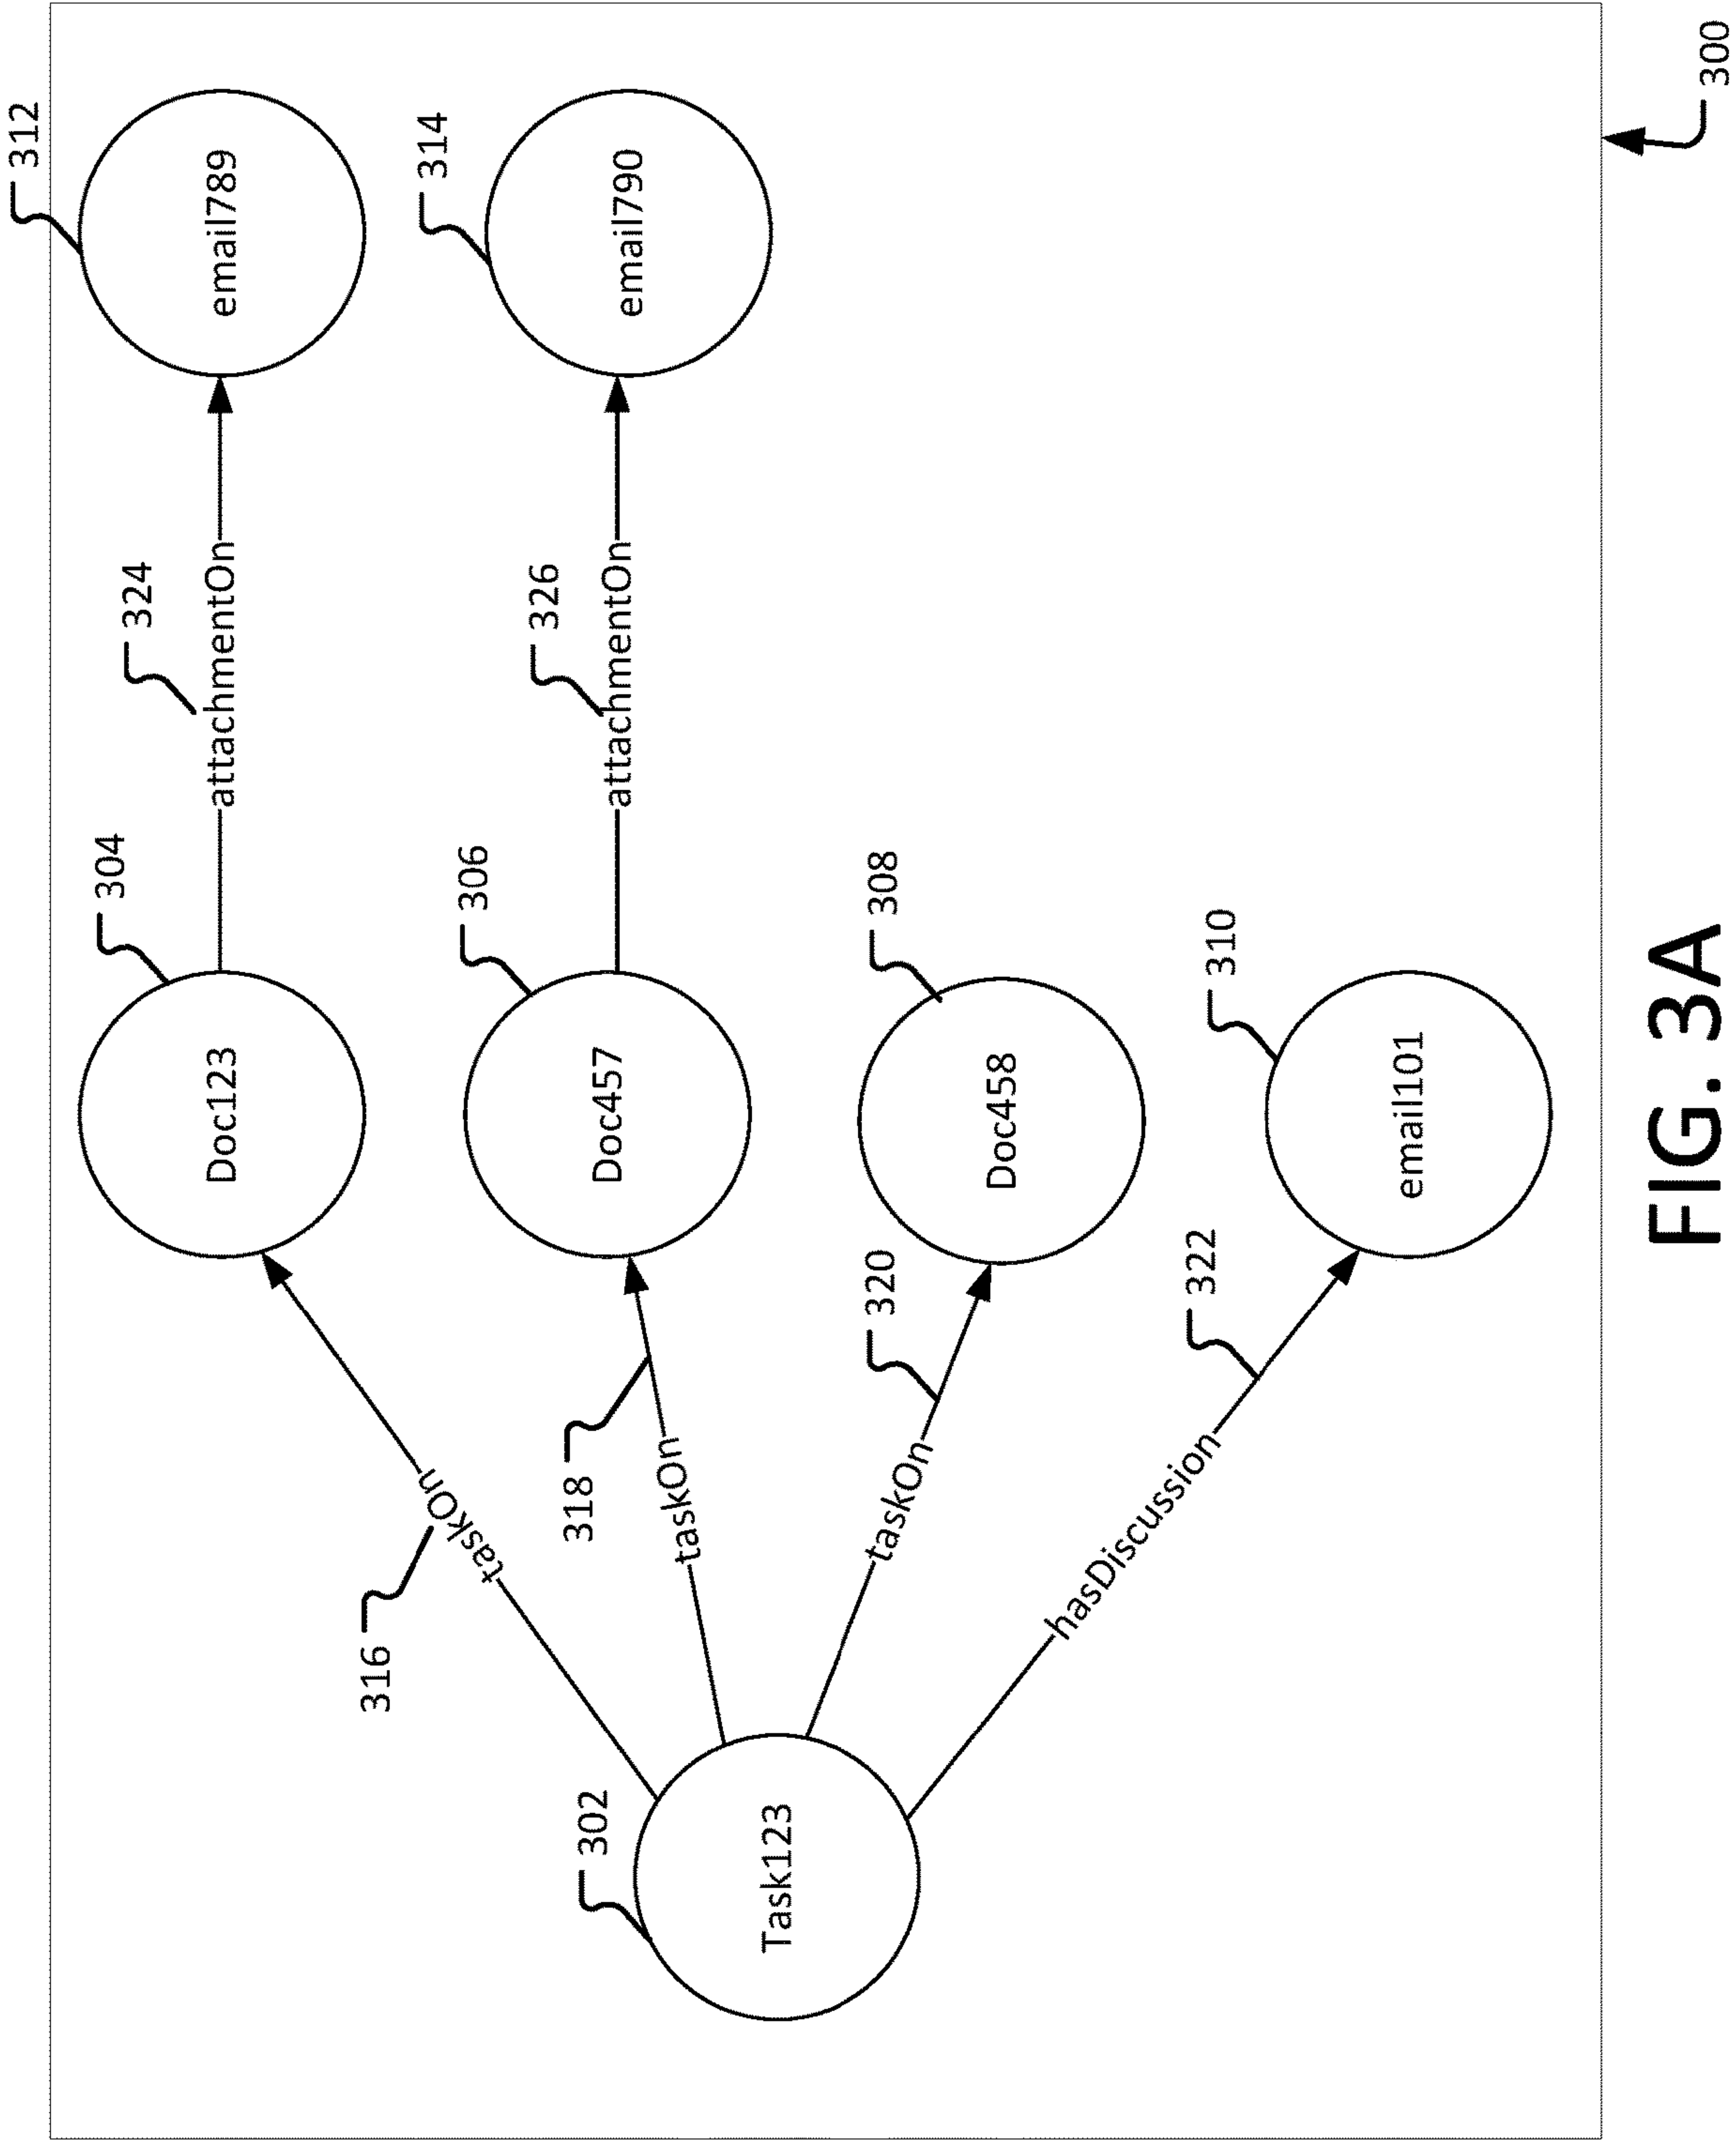 312
email789
324
attachmentOn
304
Doc123
316
taskOn
314
email790
326
attachmentOn
306
Doc457
318
taskOn
302
Task123
308
Doc458
320
taskOn
310
email101
322
hasDiscussion
300
FIG. 3A